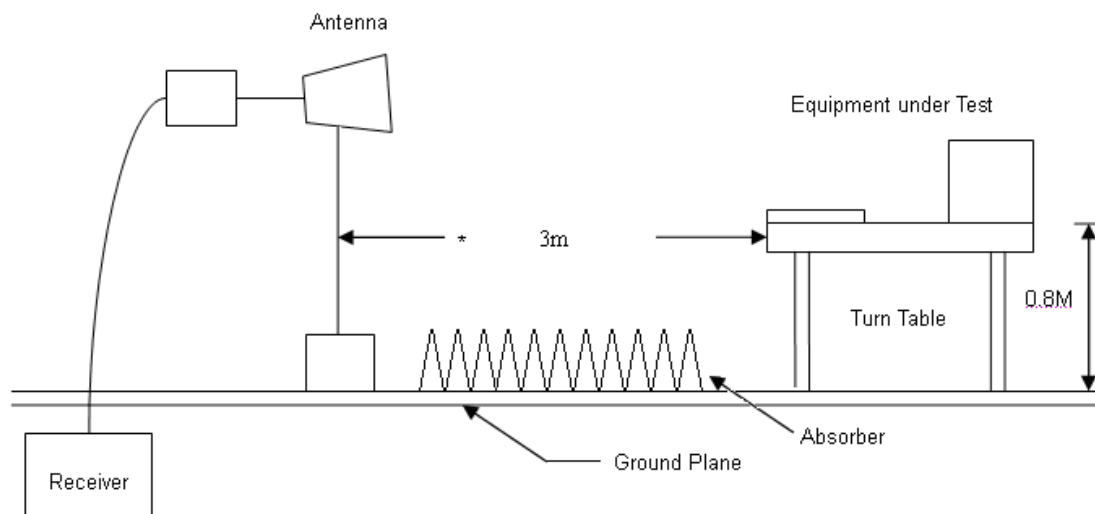 Antenna
Equipment under Test
* 3m
0.8M
Turn Table
Absorber
Ground Plane
Receiver